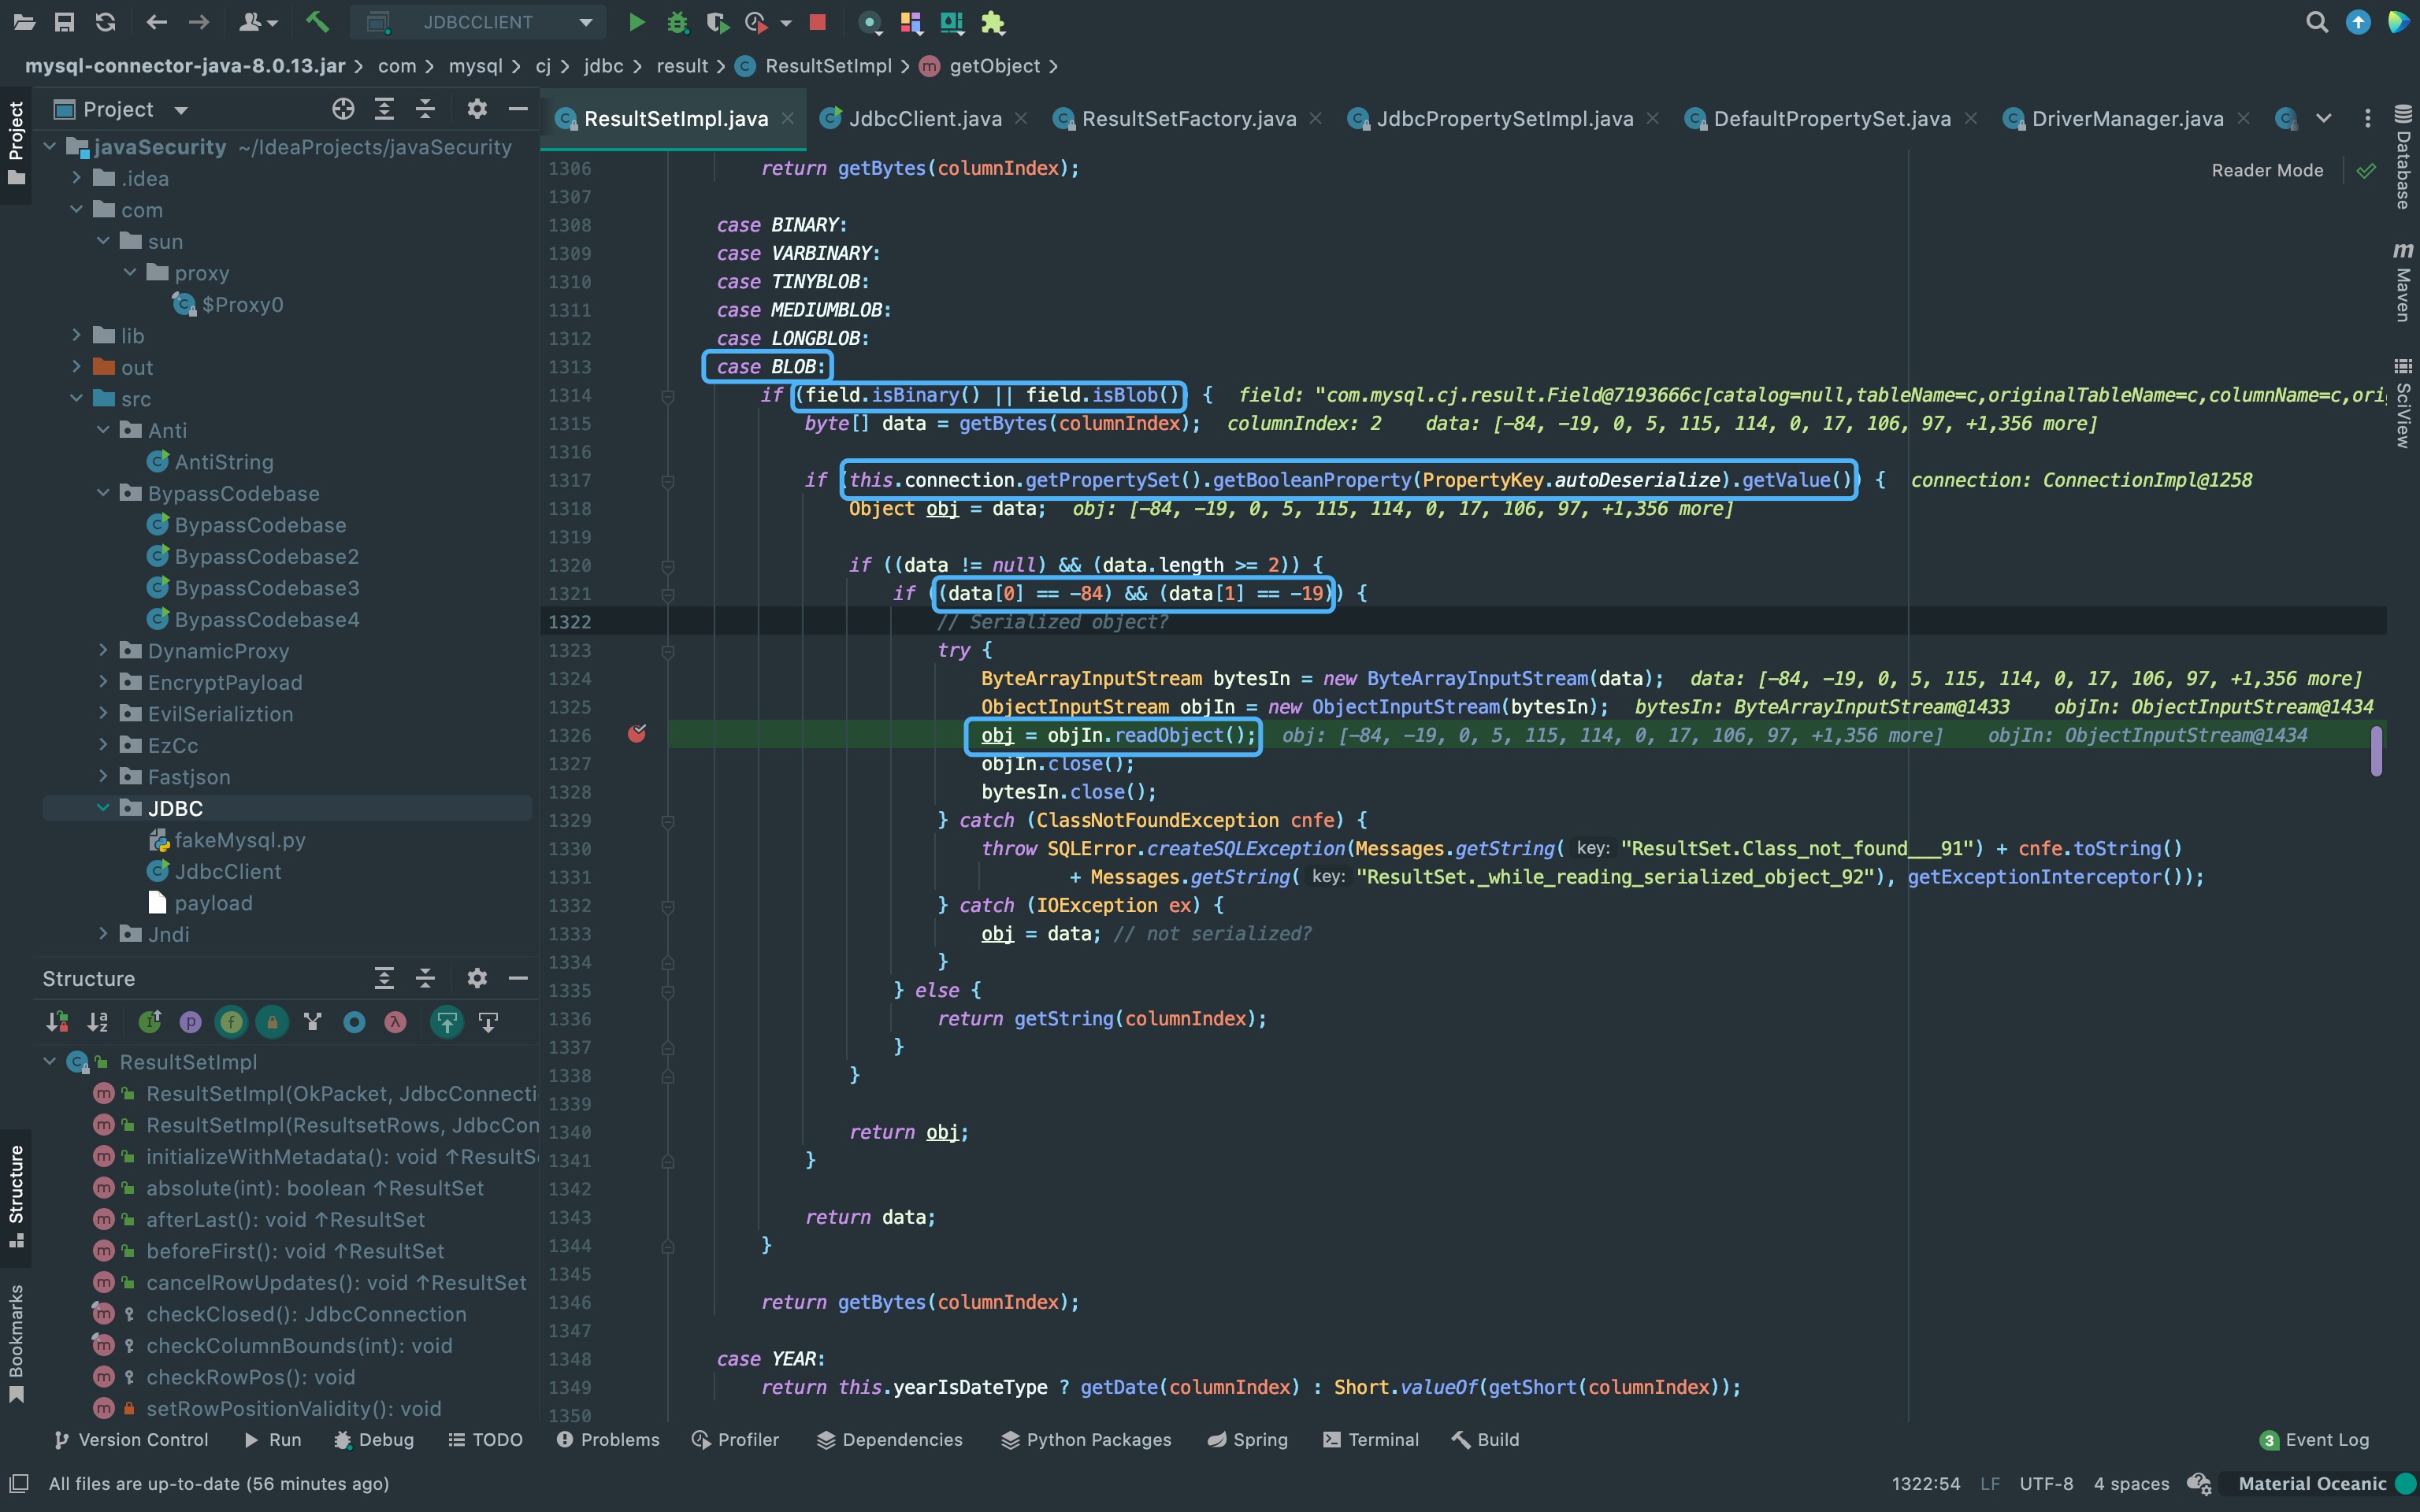 JDBCCLIENT
mysql-connector-java-8.0.13.jar > com > mysql > cj > jdbc > result > ResultSetImpl > getObject >
Project
ResultSetImpl.java
JdbcClient.java
ResultSetFactory.java
JdbcPropertySetImpl.java
DefaultPropertySet.java
DriverManager.java
Project
javaSecurity ~/IdeaProjects/javaSecurity
.idea
com
sun
proxy
$Proxy0
lib
out
src
Anti
AntiString
BypassCodebase
BypassCodebase
BypassCodebase2
BypassCodebase3
BypassCodebase4
DynamicProxy
EncryptPayload
EvilSerializtion
EzCc
Fastjson
JDBC
fakeMysql.py
JdbcClient
payload
Jndi
Structure
ResultSetImpl
ResultSetImpl(OkPacket, JdbcConnecti
ResultSetImpl(ResultsetRows, JdbcCon
initializeWithMetadata(): void ↑ResultS
absolute(int): boolean ↑ResultSet
afterLast(): void ↑ResultSet
beforeFirst(): void ↑ResultSet
cancelRowUpdates(): void ↑ResultSet
checkClosed(): JdbcConnection
checkColumnBounds(int): void
checkRowPos(): void
setRowPositionValidity(): void
Structure
Bookmarks
Reader Mode
1306 return getBytes(columnIndex);
1307
1308 case BINARY:
1309 case VARBINARY:
1310 case TINYBLOB:
1311 case MEDIUMBLOB:
1312 case LONGBLOB:
1313 case BLOB:
1314 if (field.isBinary() || field.isBlob()) { field: "com.mysql.cj.result.Field@7193666c[catalog=null,tableName=c,originalTableName=c,columnName=c,ori
1315 byte[] data = getBytes(columnIndex); columnIndex: 2 data: [-84, -19, 0, 5, 115, 114, 0, 17, 106, 97, +1,356 more]
1316
1317 if (this.connection.getPropertySet().getBooleanProperty(PropertyKey.autoDeserialize).getValue()) { connection: ConnectionImpl@1258
1318 Object obj = data; obj: [-84, -19, 0, 5, 115, 114, 0, 17, 106, 97, +1,356 more]
1319
1320 if ((data != null) && (data.length >= 2)) {
1321 if ((data[0] == -84) && (data[1] == -19)) {
1322 // Serialized object?
1323 try {
1324 ByteArrayInputStream bytesIn = new ByteArrayInputStream(data); data: [-84, -19, 0, 5, 115, 114, 0, 17, 106, 97, +1,356 more]
1325 ObjectInputStream objIn = new ObjectInputStream(bytesIn); bytesIn: ByteArrayInputStream@1433 objIn: ObjectInputStream@1434
1326 obj = objIn.readObject(); obj: [-84, -19, 0, 5, 115, 114, 0, 17, 106, 97, +1,356 more] objIn: ObjectInputStream@1434
1327 objIn.close();
1328 bytesIn.close();
1329 } catch (ClassNotFoundException cnfe) {
1330 throw SQLError.createSQLException(Messages.getString( key: "ResultSet.Class_not_found___91") + cnfe.toString()
1331 + Messages.getString( key: "ResultSet._while_reading_serialized_object_92"), getExceptionInterceptor());
1332 } catch (IOException ex) {
1333 obj = data; // not serialized?
1334 }
1335 } else {
1336 return getString(columnIndex);
1337 }
1338 }
1339
1340 return obj;
1341 }
1342
1343 return data;
1344 }
1345
1346 return getBytes(columnIndex);
1347
1348 case YEAR:
1349 return this.yearIsDateType ? getDate(columnIndex) : Short.valueOf(getShort(columnIndex));
1350
Database
Maven
SciView
Version Control Run Debug TODO Problems Profiler Dependencies Python Packages Spring Terminal Build 3 Event Log
All files are up-to-date (56 minutes ago) 1322:54 LF UTF-8 4 spaces Material Oceanic